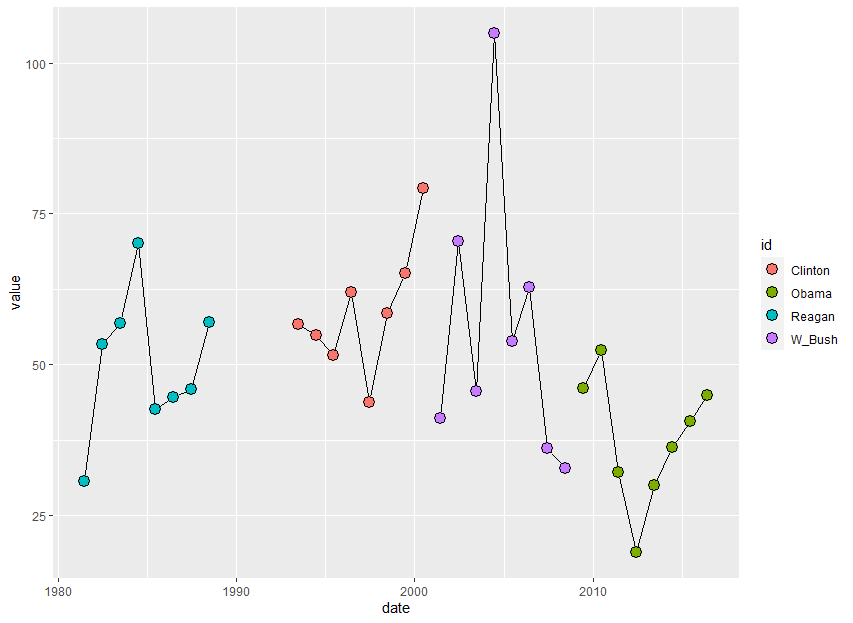 100
75
50
25
value
1980
1990
2000
2010
date
id
Clinton
Obama
Reagan
W_Bush